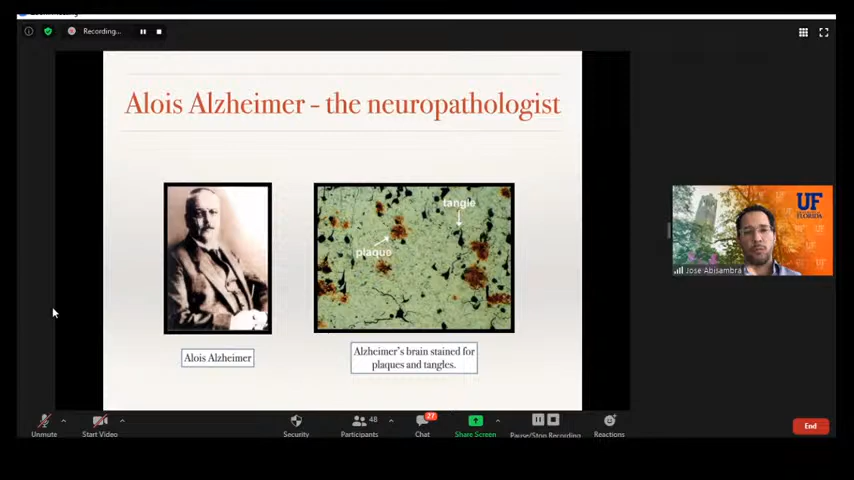 Recording...
Alois Alzheimer - the neuropathologist
tangle
plaque
Alois Alzheimer
Alzheimer's brain stained for
plaques and tangles.
UF
FLORIDA
Jose Abisambra
Unmute
Start Video
Security
Participants
48
Chat
27
Share Screen
Pause/Stop Recording
Reactions
End